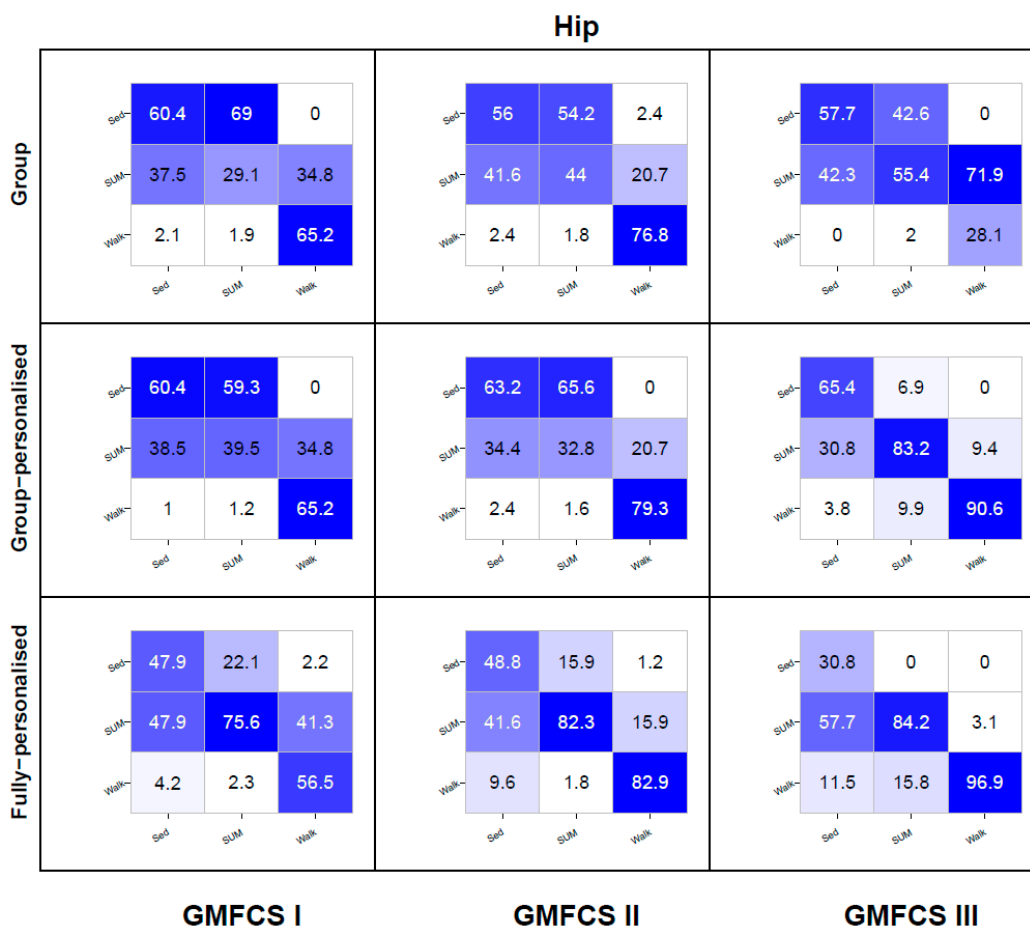 Hip
Group
Sed 60.4 69 0
SUM 37.5 29.1 34.8
Walk 2.1 1.9 65.2
Sed SUM Walk
Sed 56 54.2 2.4
SUM 41.6 44 20.7
Walk 2.4 1.8 76.8
Sed SUM Walk
Sed 57.7 42.6 0
SUM 42.3 55.4 71.9
Walk 0 2 28.1
Sed SUM Walk
Group-personalised
Sed 60.4 59.3 0
SUM 38.5 39.5 34.8
Walk 1 1.2 65.2
Sed SUM Walk
Sed 63.2 65.6 0
SUM 34.4 32.8 20.7
Walk 2.4 1.6 79.3
Sed SUM Walk
Sed 65.4 6.9 0
SUM 30.8 83.2 9.4
Walk 3.8 9.9 90.6
Sed SUM Walk
Fully-personalised
Sed 47.9 22.1 2.2
SUM 47.9 75.6 41.3
Walk 4.2 2.3 56.5
Sed SUM Walk
Sed 48.8 15.9 1.2
SUM 41.6 82.3 15.9
Walk 9.6 1.8 82.9
Sed SUM Walk
Sed 30.8 0 0
SUM 57.7 84.2 3.1
Walk 11.5 15.8 96.9
Sed SUM Walk
GMFCS I GMFCS II GMFCS III